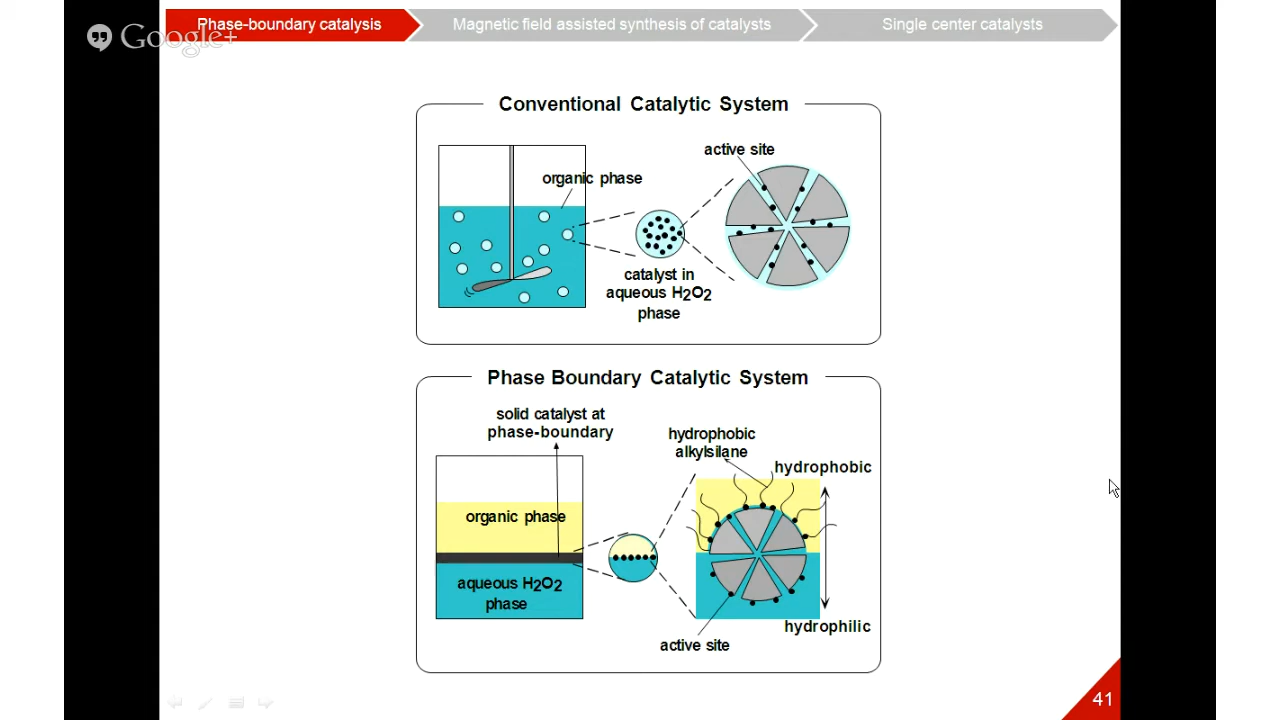 Phase-boundary catalysis
Magnetic field assisted synthesis of catalysts
Single center catalysts
Google+
Conventional Catalytic System
active site
organic phase
catalyst in
aqueous H2O2
phase
Phase Boundary Catalytic System
solid catalyst at
phase-boundary
hydrophobic
alkylsilane
hydrophobic
organic phase
aqueous H2O2
phase
hydrophilic
active site
41